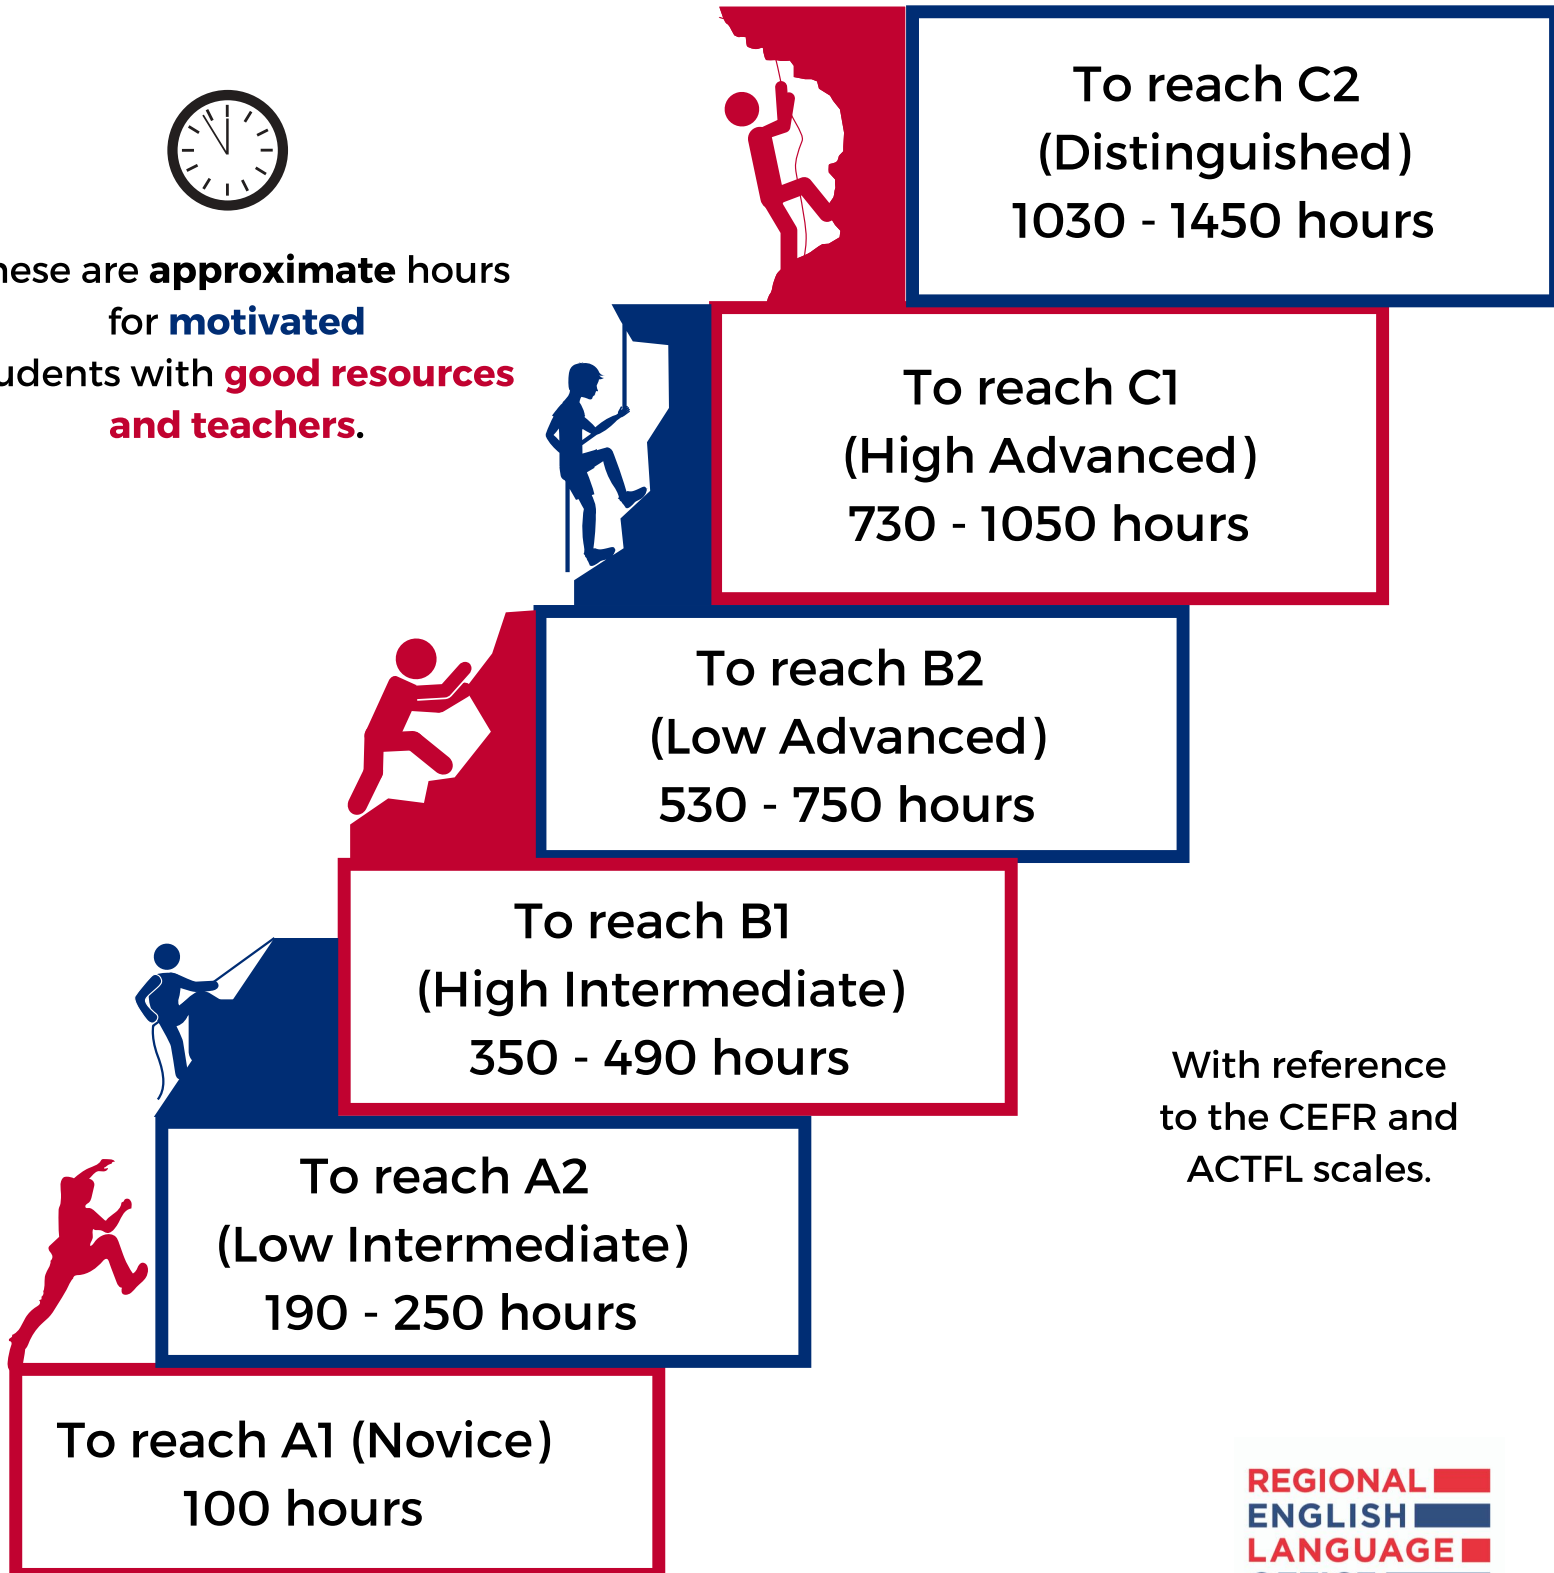 To reach C2
(Distinguished)
1030 - 1450 hours
hese are approximate hours
for motivated
udents with good resources
and teachers.
To reach C1
(High Advanced)
730 - 1050 hours
To reach B2
(Low Advanced)
530 - 750 hours
To reach B1
(High Intermediate)
350 - 490 hours
With reference
to the CEFR and
ACTFL scales.
To reach A2
(Low Intermediate)
190 - 250 hours
To reach A1 (Novice)
100 hours
REGIONAL
ENGLISH
LANGUAGE